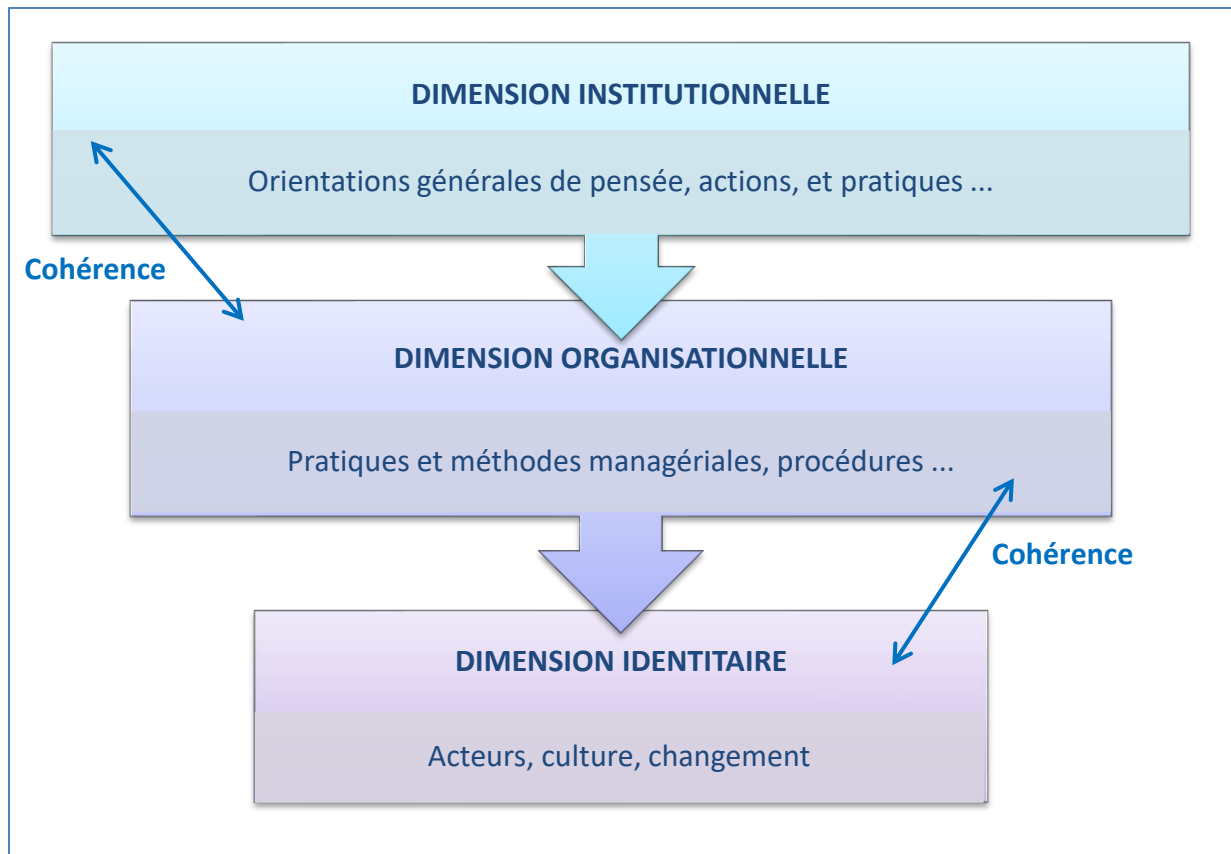 DIMENSION INSTITUTIONNELLE
Orientations générales de pensée, actions, et pratiques ...
Cohérence
DIMENSION ORGANISATIONNELLE
Pratiques et méthodes managériales, procédures ...
Cohérence
DIMENSION IDENTITAIRE
Acteurs, culture, changement